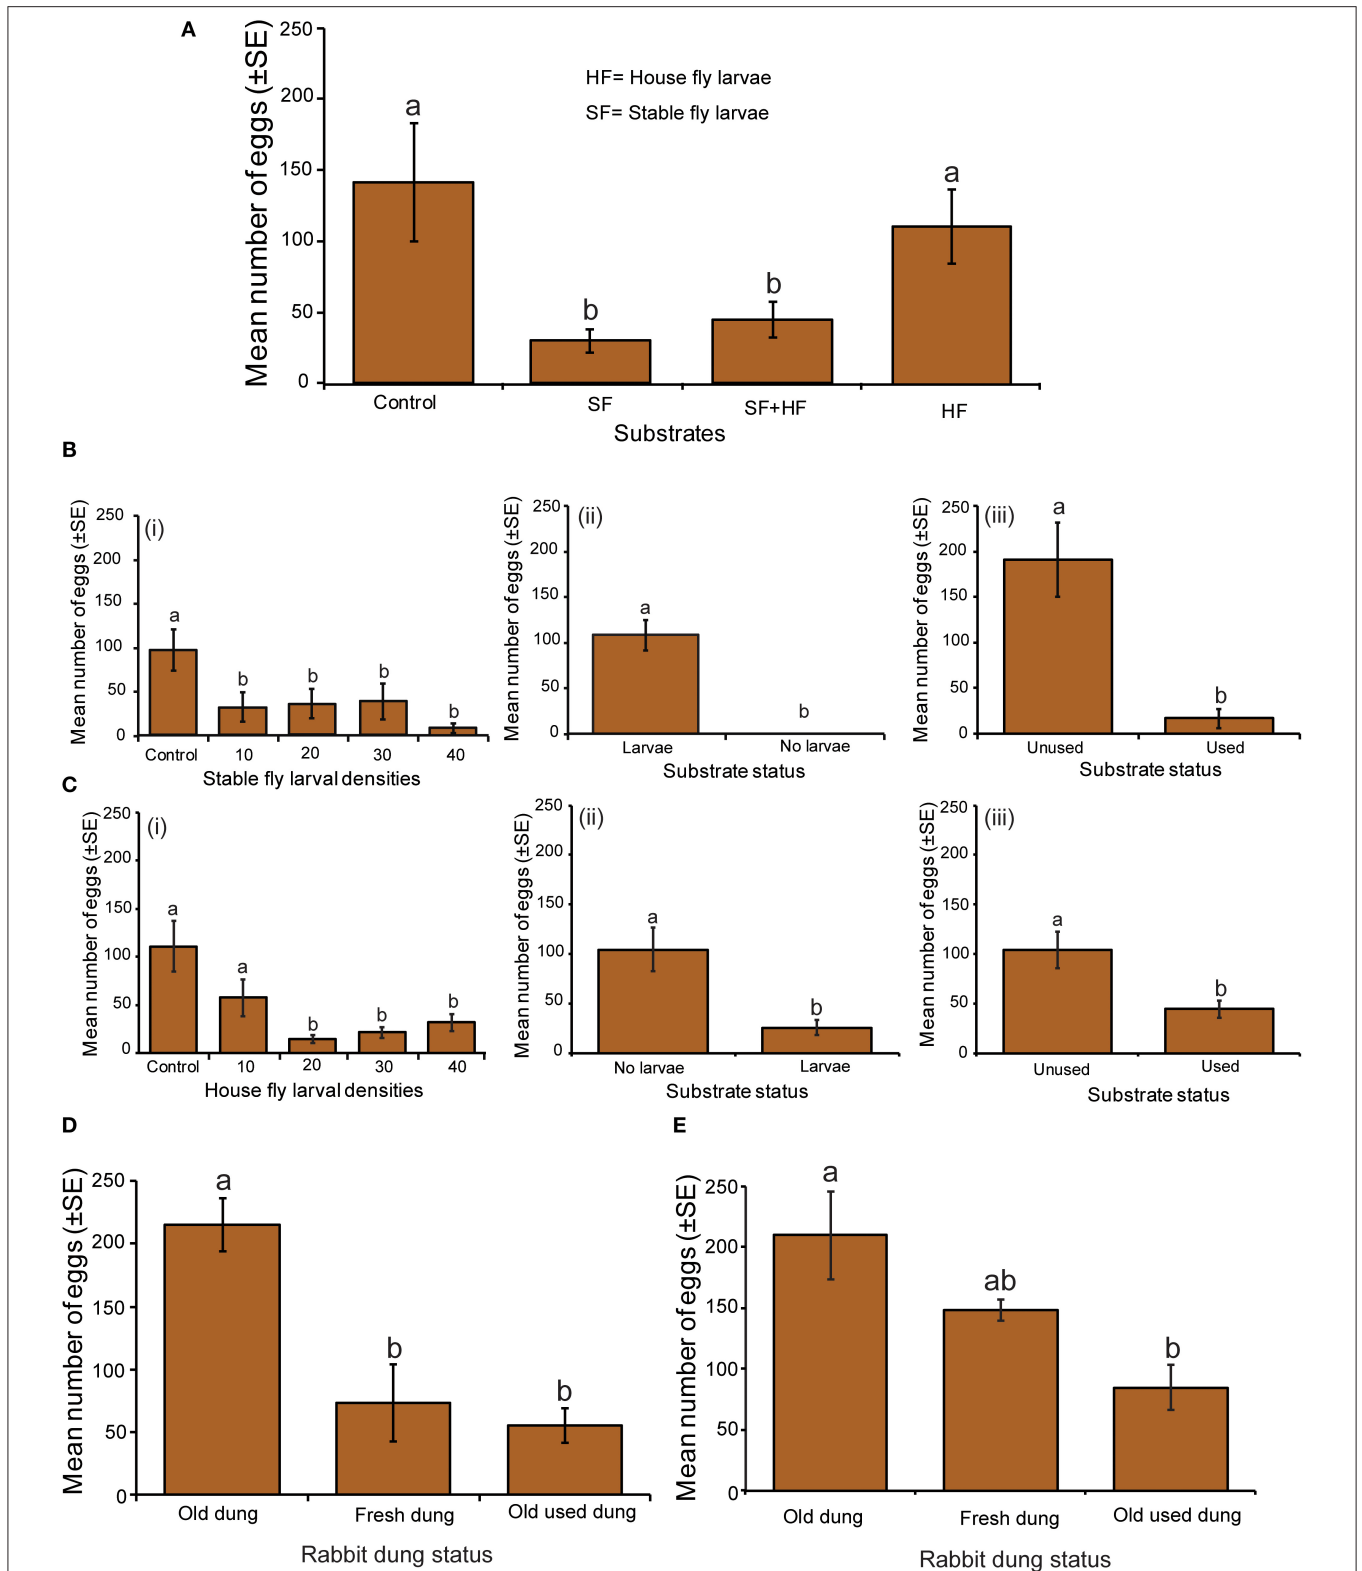 A
Mean number of eggs (±SE)
250
200
150
100
50
0
HF= House fly larvae
SF= Stable fly larvae
a
b
b
a
Control
SF
SF+HF
HF
Substrates
B
(i)
Mean number of eggs (±SE)
250
200
150
100
50
0
a
b
b
b
b
Control
10
20
30
40
Stable fly larval densities
(ii)
Mean number of eggs (±SE)
250
200
150
100
50
0
a
b
Larvae
No larvae
Substrate status
(iii)
Mean number of eggs (±SE)
250
200
150
100
50
0
a
b
Unused
Used
Substrate status
C
(i)
Mean number of eggs (±SE)
250
200
150
100
50
0
a
a
b
b
b
Control
10
20
30
40
House fly larval densities
(ii)
Mean number of eggs (±SE)
250
200
150
100
50
0
a
b
No larvae
Larvae
Substrate status
(iii)
Mean number of eggs (±SE)
250
200
150
100
50
0
a
b
Unused
Used
Substrate status
D
Mean number of eggs (±SE)
250
200
150
100
50
0
a
b
b
Old dung
Fresh dung
Old used dung
Rabbit dung status
E
Mean number of eggs (±SE)
250
200
150
100
50
0
a
ab
b
Old dung
Fresh dung
Old used dung
Rabbit dung status